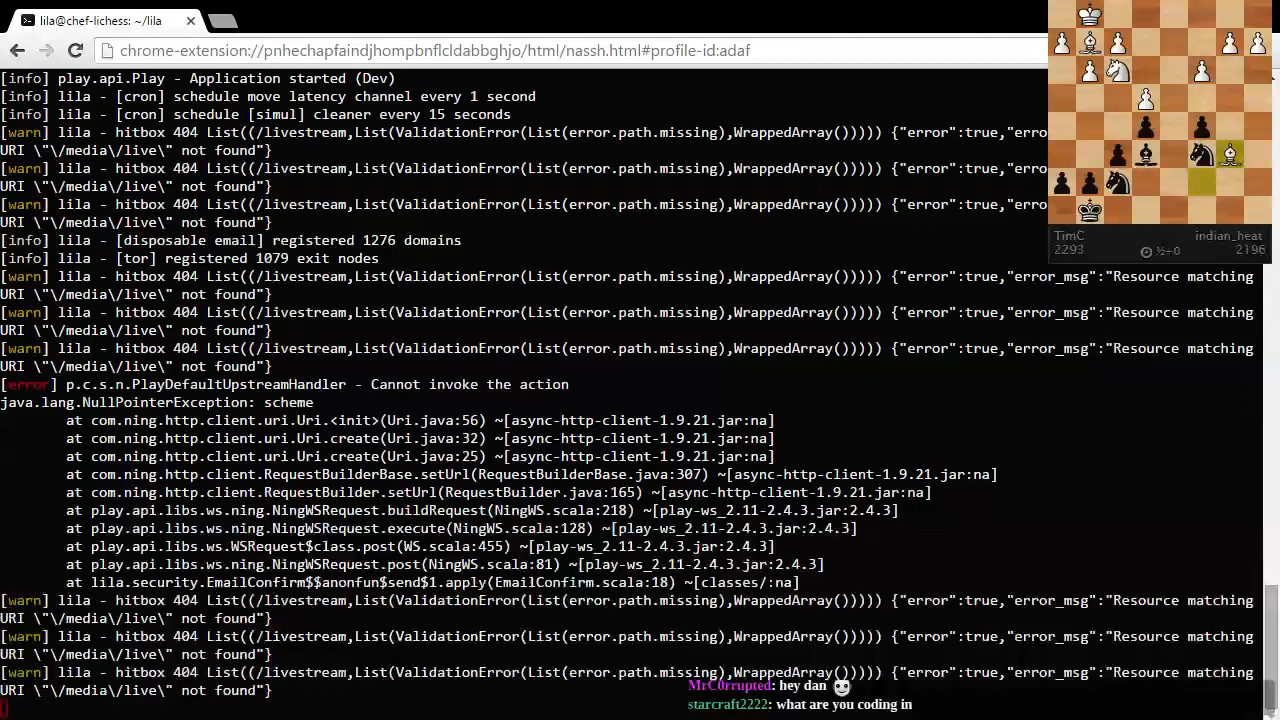 lila@chef-lichess: ~/lila
chrome-extension://pnhechapfaindjhompbnflcldabbghjo/html/nassh.html#profile-id:adaf
[info] play.api.Play - Application started (Dev)
[info] lila - [cron] schedule move latency channel every 1 second
[info] lila - [cron] schedule [simul] cleaner every 15 seconds
[warn] lila - hitbox 404 List((/livestream,List(ValidationError(List(error.path.missing),WrappedArray())))) {"error":true,"erro
URI \"\/media\/live\" not found"}
[warn] lila - hitbox 404 List((/livestream,List(ValidationError(List(error.path.missing),WrappedArray())))) {"error":true,"erro
URI \"\/media\/live\" not found"}
[warn] lila - hitbox 404 List((/livestream,List(ValidationError(List(error.path.missing),WrappedArray())))) {"error":true,"erro
URI \"\/media\/live\" not found"}
[info] lila - [disposable email] registered 1276 domains
TimC indian_heat
2293 ½+0 2196
[info] lila - [tor] registered 1079 exit nodes
[warn] lila - hitbox 404 List((/livestream,List(ValidationError(List(error.path.missing),WrappedArray())))) {"error":true,"error_msg":"Resource matching
URI \"\/media\/live\" not found"}
[warn] lila - hitbox 404 List((/livestream,List(ValidationError(List(error.path.missing),WrappedArray())))) {"error":true,"error_msg":"Resource matching
URI \"\/media\/live\" not found"}
[warn] lila - hitbox 404 List((/livestream,List(ValidationError(List(error.path.missing),WrappedArray())))) {"error":true,"error_msg":"Resource matching
URI \"\/media\/live\" not found"}
[error] p.c.s.n.PlayDefaultUpstreamHandler - Cannot invoke the action
java.lang.NullPointerException: scheme
at com.ning.http.client.uri.Uri.<init>(Uri.java:56) ~[async-http-client-1.9.21.jar:na]
at com.ning.http.client.uri.Uri.create(Uri.java:32) ~[async-http-client-1.9.21.jar:na]
at com.ning.http.client.uri.Uri.create(Uri.java:25) ~[async-http-client-1.9.21.jar:na]
at com.ning.http.client.RequestBuilderBase.setUrl(RequestBuilderBase.java:307) ~[async-http-client-1.9.21.jar:na]
at com.ning.http.client.RequestBuilder.setUrl(RequestBuilder.java:165) ~[async-http-client-1.9.21.jar:na]
at play.api.libs.ws.ning.NingWSRequest.buildRequest(NingWS.scala:218) ~[play-ws_2.11-2.4.3.jar:2.4.3]
at play.api.libs.ws.ning.NingWSRequest.execute(NingWS.scala:128) ~[play-ws_2.11-2.4.3.jar:2.4.3]
at play.api.libs.ws.WSRequest$class.post(WS.scala:455) ~[play-ws_2.11-2.4.3.jar:2.4.3]
at play.api.libs.ws.ning.NingWSRequest.post(NingWS.scala:81) ~[play-ws_2.11-2.4.3.jar:2.4.3]
at lila.security.EmailConfirm$$anonfun$send$1.apply(EmailConfirm.scala:18) ~[classes/:na]
[warn] lila - hitbox 404 List((/livestream,List(ValidationError(List(error.path.missing),WrappedArray())))) {"error":true,"error_msg":"Resource matching
URI \"\/media\/live\" not found"}
[warn] lila - hitbox 404 List((/livestream,List(ValidationError(List(error.path.missing),WrappedArray())))) {"error":true,"error_msg":"Resource matching
URI \"\/media\/live\" not found"}
[warn] lila - hitbox 404 List((/livestream,List(ValidationError(List(error.path.missing),WrappedArray())))) {"error":true,"error_msg":"Resource matching
URI \"\/media\/live\" not found"}
MrC0rrupted: hey dan
starcraft2222: what are you coding in